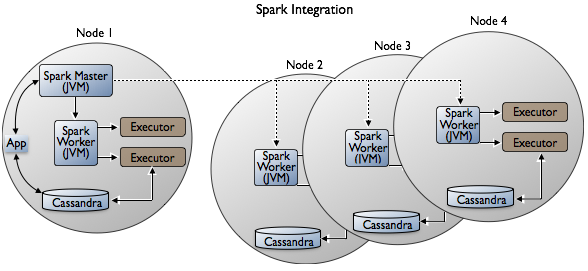 Spark Integration
Node 1
Spark Master
(JVM)
App
Spark
Worker
(JVM)
Executor
Executor
Cassandra
Node 2
Spark
Worker
(JVM)
Cassandra
Node 3
Spark
Worker
(JVM)
Cassandra
Node 4
Spark
Worker
(JVM)
Executor
Executor
Cassandra